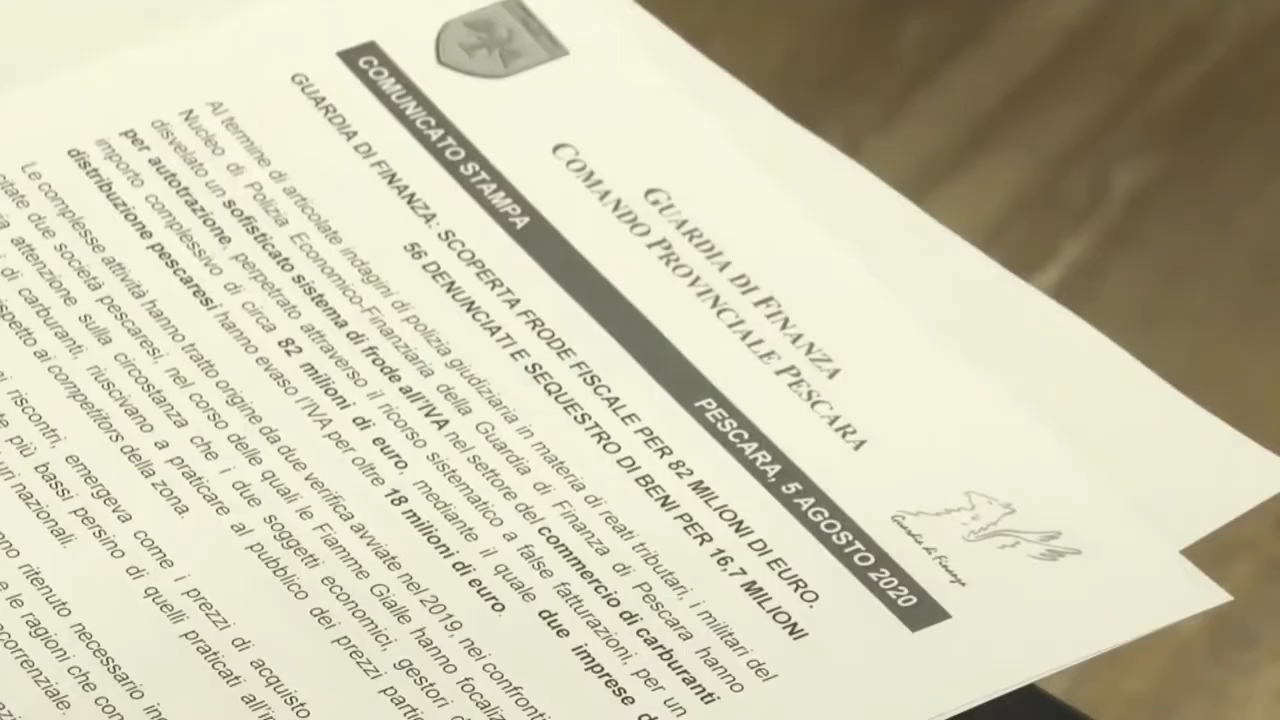 GUARDIA DI FINANZA
COMANDO PROVINCIALE PESCARA
Guardia di Finanza
COMUNICATO STAMPA PESCARA, 5 AGOSTO 2020
GUARDIA DI FINANZA: SCOPERTA FRODE FISCALE PER 82 MILIONI DI EURO.
56 DENUNCIATI E SEQUESTRO DI BENI PER 16,7 MILIONI
Al termine di articolate indagini di polizia giudiziaria in materia di reati tributari, i militari del
Nucleo di Polizia Economico-Finanziaria della Guardia di Finanza di Pescara hanno
disvelato un sofisticato sistema di frode all'IVA nel settore del commercio di carburanti
per autotrazione, perpetrato attraverso il ricorso sistematico a false fatturazioni, per un
importo complessivo di circa 82 milioni di euro, mediante il quale due imprese
distribuzione pescaresi hanno evaso l'IVA per oltre 18 milioni di euro.
Le complesse attività hanno tratto origine da due verifica avviate nel 2019, nei
citate due società pescaresi, nel corso delle quali le Fiamme Gialle hanno
attenzione sulla circostanza che i due soggetti economici, gestori
di carburanti, riuscivano a praticare al pubblico dei prezzi
rispetto ai competitors della zona.
riscontri, emergeva come i prezzi di acquisto
più bassi persino di quelli praticati
nazionali.
ritenuto necessario
e le ragioni che